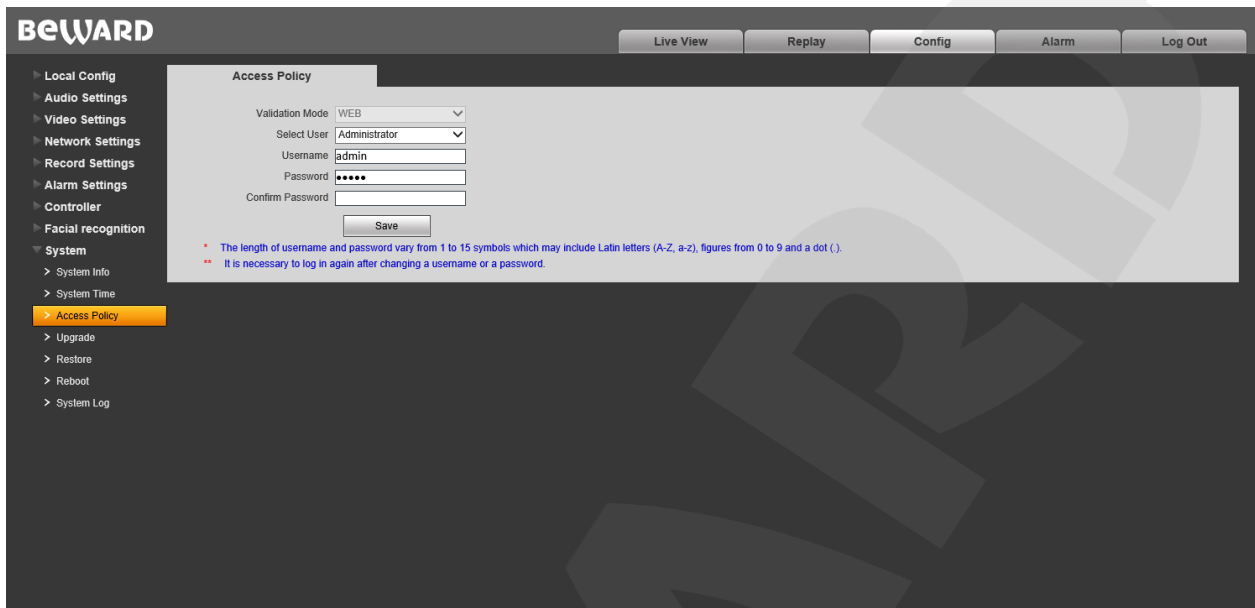 BEWARD
Live View Replay Config Alarm Log Out
Local Config
Audio Settings
Video Settings
Network Settings
Record Settings
Alarm Settings
Controller
Facial recognition
System
> System Info
> System Time
> Access Policy
> Upgrade
> Restore
> Reboot
> System Log
Access Policy
Validation Mode WEB
Select User Administrator
Username admin
Password •••••
Confirm Password
Save
* The length of username and password vary from 1 to 15 symbols which may include Latin letters (A-Z, a-z), figures from 0 to 9 and a dot (.).
** It is necessary to log in again after changing a username or a password.